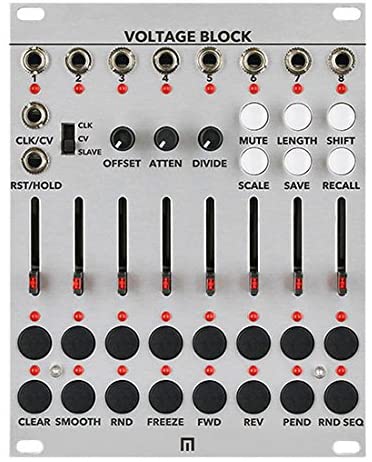 VOLTAGE BLOCK
1 2 3 4 5 6 7 8
CLK/CV
CLK
CV
SLAVE
RST/HOLD
OFFSET ATTEN DIVIDE
MUTE LENGTH SHIFT
SCALE SAVE RECALL
CLEAR SMOOTH RND FREEZE FWD REV PEND RND SEQ